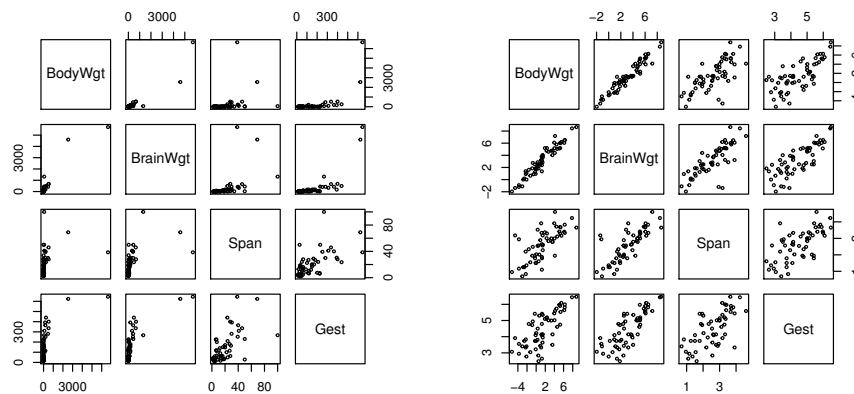 0 3000 0 300
BodyWgt
0 3000
0 3000
BrainWgt
Span
0 40 80
0 300
Gest
0 3000 0 40 80
−2 2 6 3 5
BodyWgt
−2 2 6
BrainWgt
Span
3 5
Gest
−4 2 6 1 3